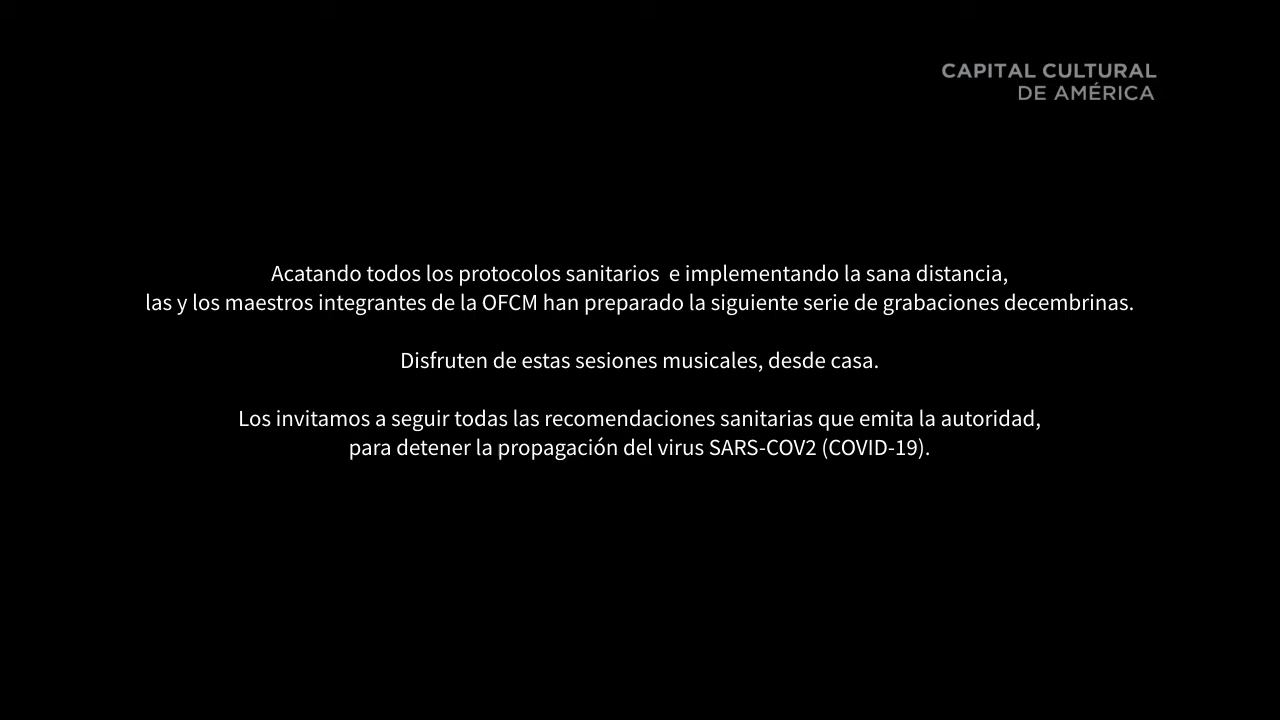 CAPITAL CULTURAL
DE AMÉRICA
Acatando todos los protocolos sanitarios  e implementando la sana distancia,
las y los maestros integrantes de la OFCM han preparado la siguiente serie de grabaciones decembrinas.
Disfruten de estas sesiones musicales, desde casa.
Los invitamos a seguir todas las recomendaciones sanitarias que emita la autoridad,
para detener la propagación del virus SARS-COV2 (COVID-19).